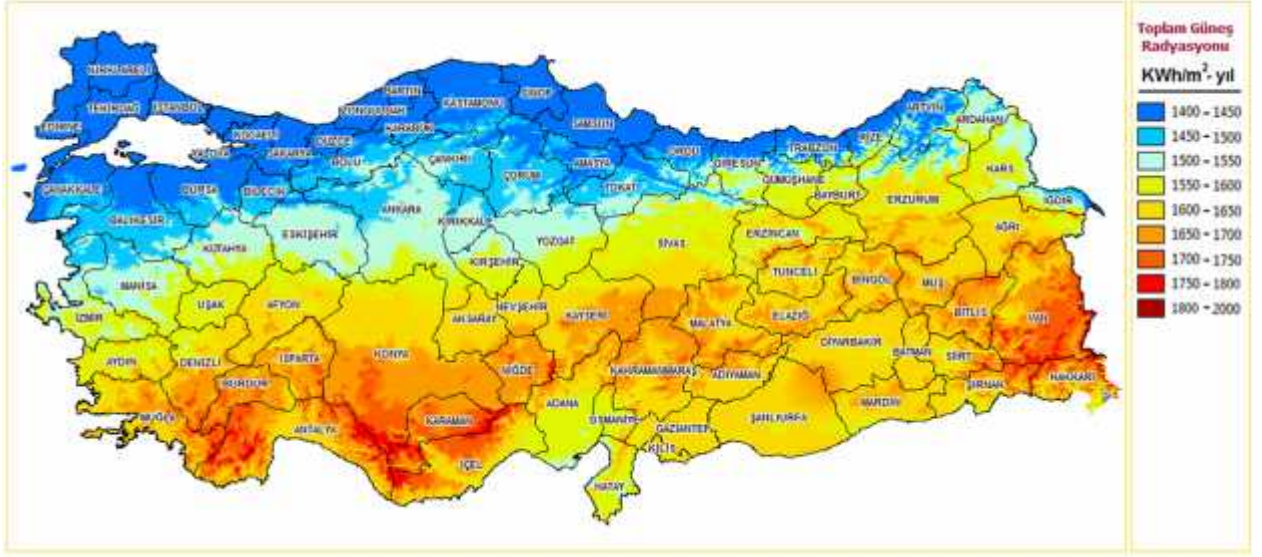 Toplam Güneş
Radyasyonu
KWh/m²- yıl
1400 - 1450
1450 - 1500
1500 - 1550
1550 - 1600
1600 - 1650
1650 - 1700
1700 - 1750
1750 - 1800
1800 - 2000
KIRKLARELİ
EDİRNE
TEKİRDAĞ
İSTANBUL
KOCAELİ
YALOVA
SAKARYA
DÜZCE
BOLU
ZONGULDAK
BARTIN
KARABÜK
KASTAMONU
SİNOP
SAMSUN
ÇANKIRI
ÇORUM
AMASYA
TOKAT
ORDU
GİRESUN
TRABZON
RİZE
ARTVİN
ARDAHAN
GÜMÜŞHANE
BAYBURT
KARS
IĞDIR
ERZURUM
AĞRI
ÇANAKKALE
BURSA
BİLECİK
BALIKESİR
KÜTAHYA
ESKİŞEHİR
ANKARA
KIRIKKALE
YOZGAT
SİVAS
ERZİNCAN
KIRŞEHİR
TUNCELİ
BİNGÖL
MUŞ
MANİSA
UŞAK
AFYON
NEVŞEHİR
AKSARAY
KAYSERİ
MALATYA
ELAZIĞ
BİTLİS
VAN
İZMİR
AYDIN
DENİZLİ
ISPARTA
BURDUR
KONYA
NİĞDE
KAHRAMANMARAŞ
ADIYAMAN
DİYARBAKIR
BATMAN
SİİRT
ŞIRNAK
HAKKARİ
MUĞLA
ANTALYA
KARAMAN
ADANA
OSMANİYE
GAZİANTEP
ŞANLIURFA
MARDİN
KİLİS
İÇEL
HATAY